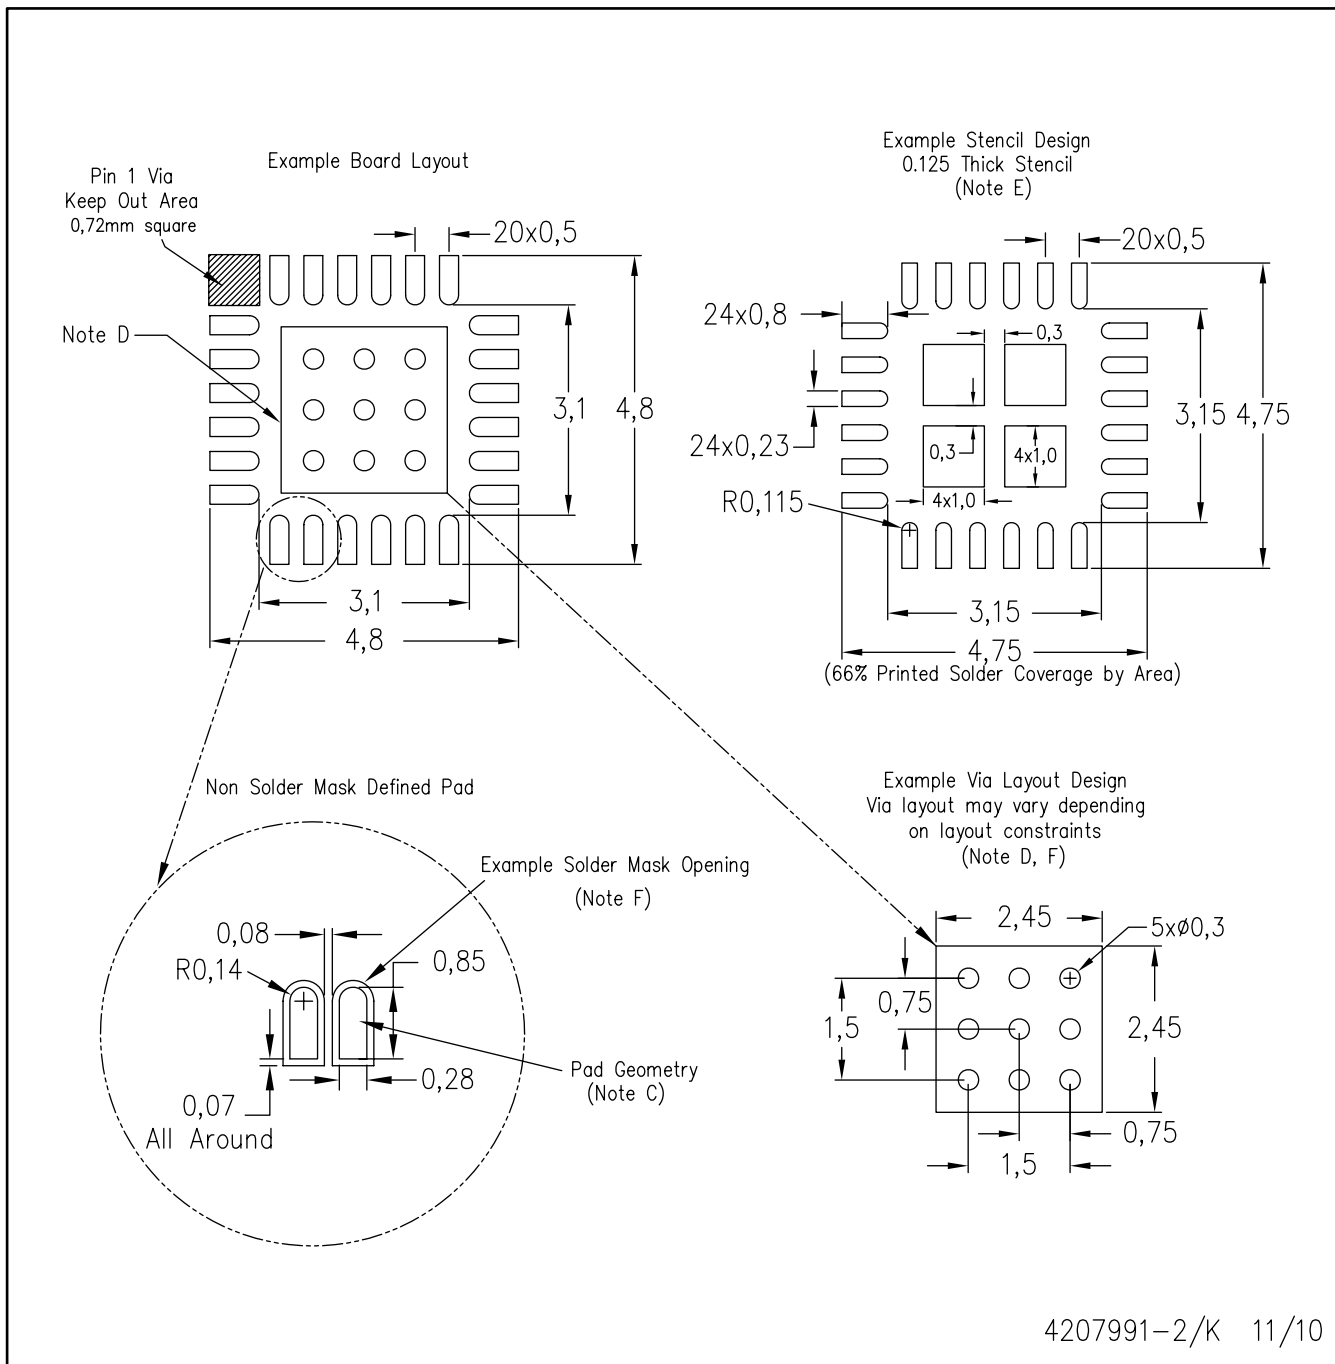 Example Board Layout
Pin 1 Via
Keep Out Area
0,72mm square
20x0,5
Note D
3,1
4,8
3,1
4,8
Example Stencil Design
0.125 Thick Stencil
(Note E)
20x0,5
24x0,8
0,3
24x0,23
0,3
4x1,0
4x1,0
R0,115
3,15
4,75
3,15
4,75
(66% Printed Solder Coverage by Area)
Non Solder Mask Defined Pad
Example Solder Mask Opening
(Note F)
0,08
R0,14
0,85
0,28
0,07
All Around
Pad Geometry
(Note C)
Example Via Layout Design
Via layout may vary depending
on layout constraints
(Note D, F)
2,45
5xø0,3
0,75
1,5
2,45
0,75
1,5
4207991-2/K 11/10